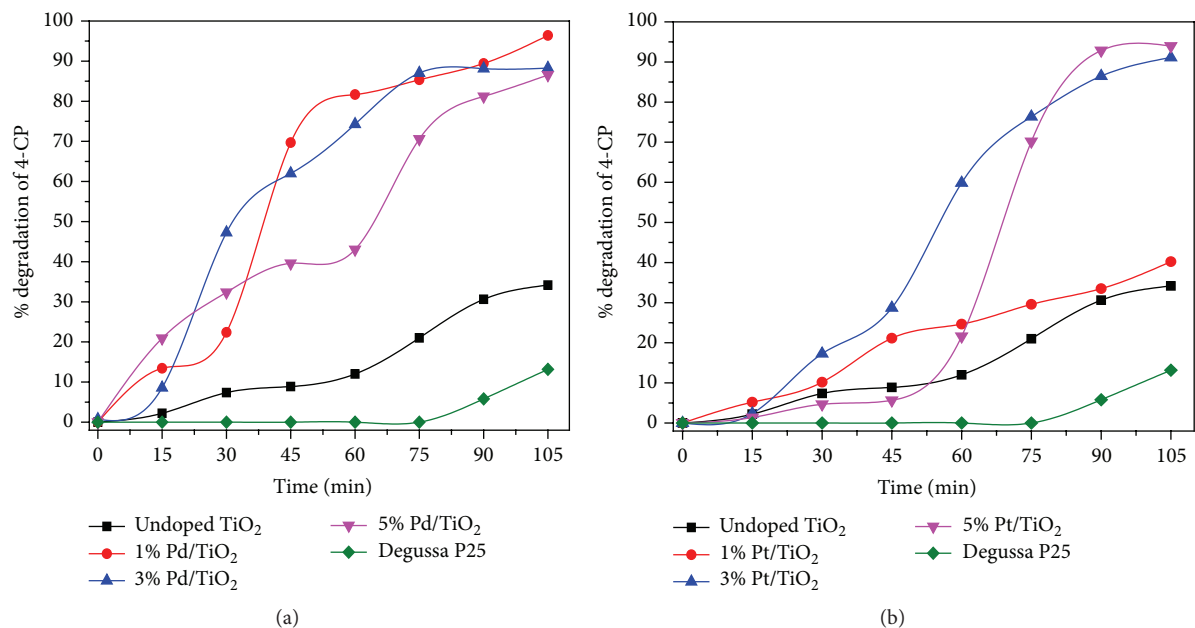 100
90
80
70
60
50
40
30
20
10
0
% degradation of 4-CP
0 15 30 45 60 75 90 105
Time (min)
Undoped TiO₂
1% Pd/TiO₂
3% Pd/TiO₂
5% Pd/TiO₂
Degussa P25
(a)
100
90
80
70
60
50
40
30
20
10
0
% degradation of 4-CP
0 15 30 45 60 75 90 105
Time (min)
Undoped TiO₂
1% Pt/TiO₂
3% Pt/TiO₂
5% Pt/TiO₂
Degussa P25
(b)